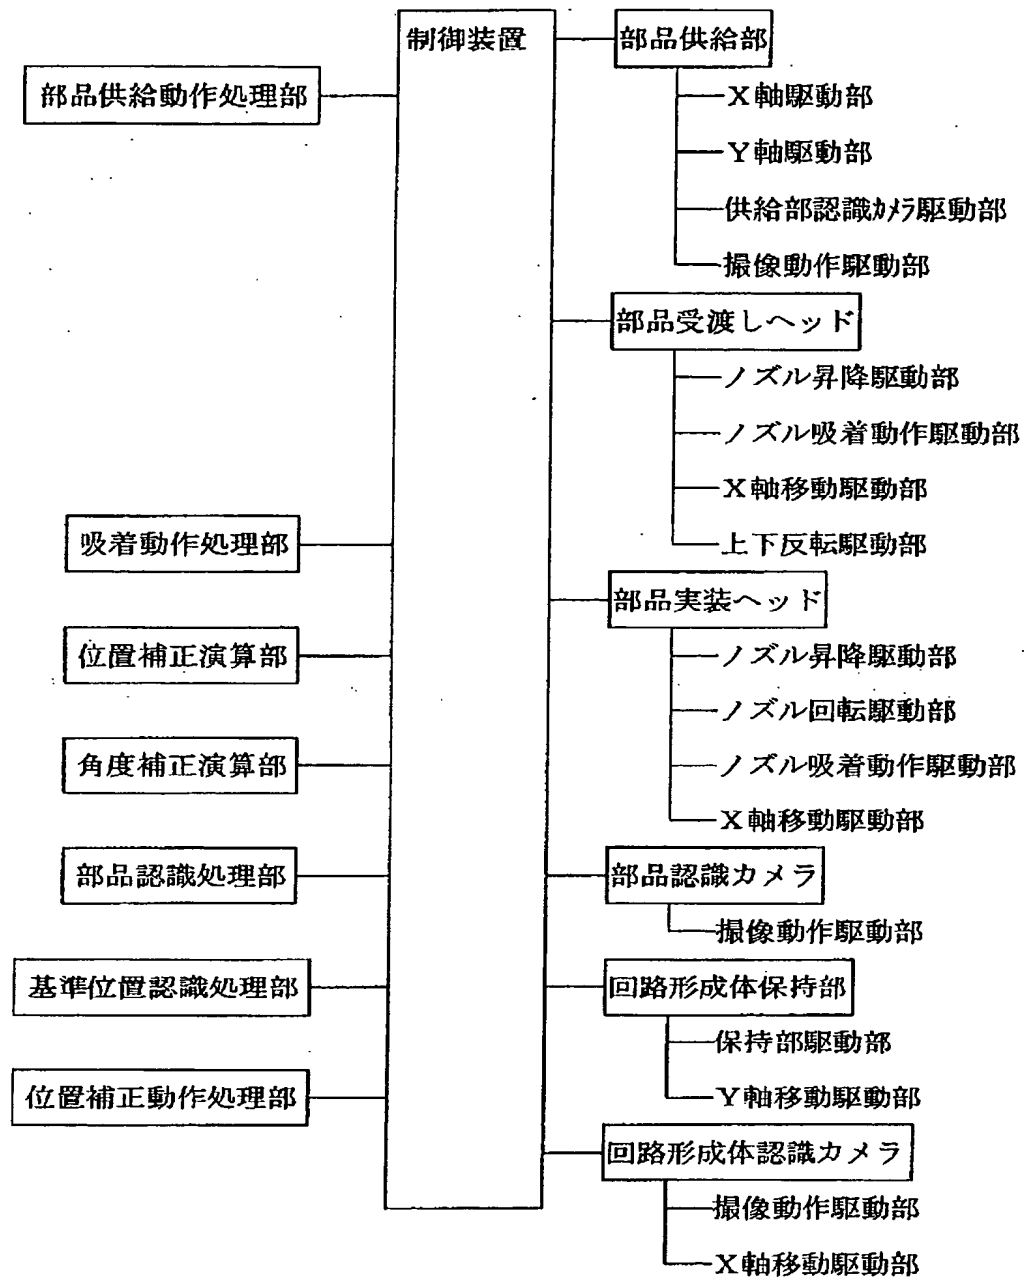 制御装置
部品供給動作処理部
吸着動作処理部
位置補正演算部
角度補正演算部
部品認識処理部
基準位置認識処理部
位置補正動作処理部
部品供給部
X軸駆動部
Y軸駆動部
供給部認識カメラ駆動部
撮像動作駆動部
部品受渡しヘッド
ノズル昇降駆動部
ノズル吸着動作駆動部
X軸移動駆動部
上下反転駆動部
部品実装ヘッド
ノズル昇降駆動部
ノズル回転駆動部
ノズル吸着動作駆動部
X軸移動駆動部
部品認識カメラ
撮像動作駆動部
回路形成体保持部
保持部駆動部
Y軸移動駆動部
回路形成体認識カメラ
撮像動作駆動部
X軸移動駆動部